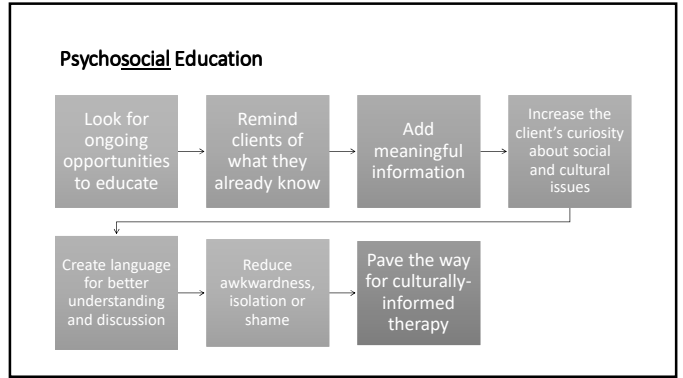 Psychosocial Education
Look for
ongoing
opportunities
to educate
Remind
clients of
what they
already know
Add
meaningful
information
Increase the
client's curiosity
about social
and cultural
issues
Create language
for better
understanding
and discussion
Reduce
awkwardness,
isolation or
shame
Pave the way
for culturally-
informed
therapy